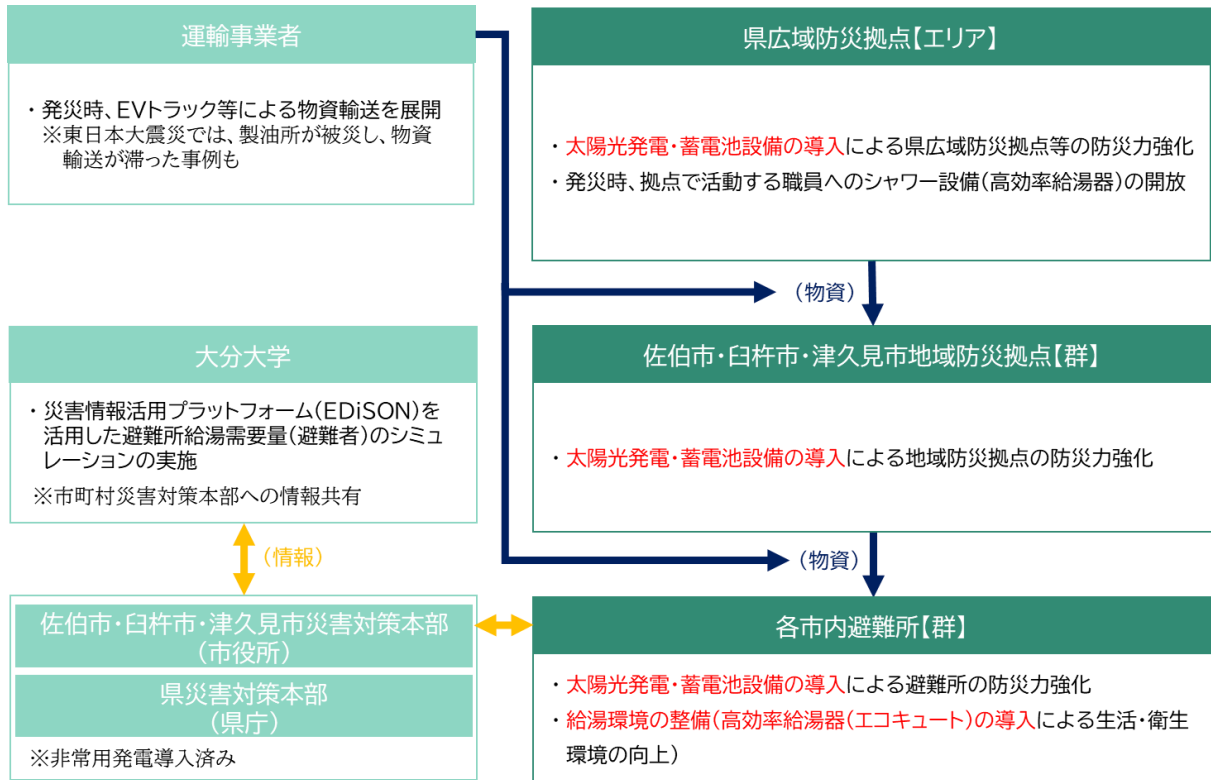 運輸事業者
・発災時、EVトラック等による物資輸送を展開
※東日本大震災では、製油所が被災し、物資
輸送が滞った事例も
県広域防災拠点【エリア】
・太陽光発電・蓄電池設備の導入による県広域防災拠点等の防災力強化
・発災時、拠点で活動する職員へのシャワー設備(高効率給湯器)の開放
(物資)
大分大学
・災害情報活用プラットフォーム(EDiSON)を
活用した避難所給湯需要量(避難者)のシミュ
レーションの実施
※市町村災害対策本部への情報共有
佐伯市・臼杵市・津久見市地域防災拠点【群】
・太陽光発電・蓄電池設備の導入による地域防災拠点の防災力強化
(情報)
(物資)
佐伯市・臼杵市・津久見市災害対策本部
(市役所)
県災害対策本部
(県庁)
※非常用発電導入済み
各市内避難所【群】
・太陽光発電・蓄電池設備の導入による避難所の防災力強化
・給湯環境の整備(高効率給湯器(エコキュート)の導入による生活・衛生
環境の向上)